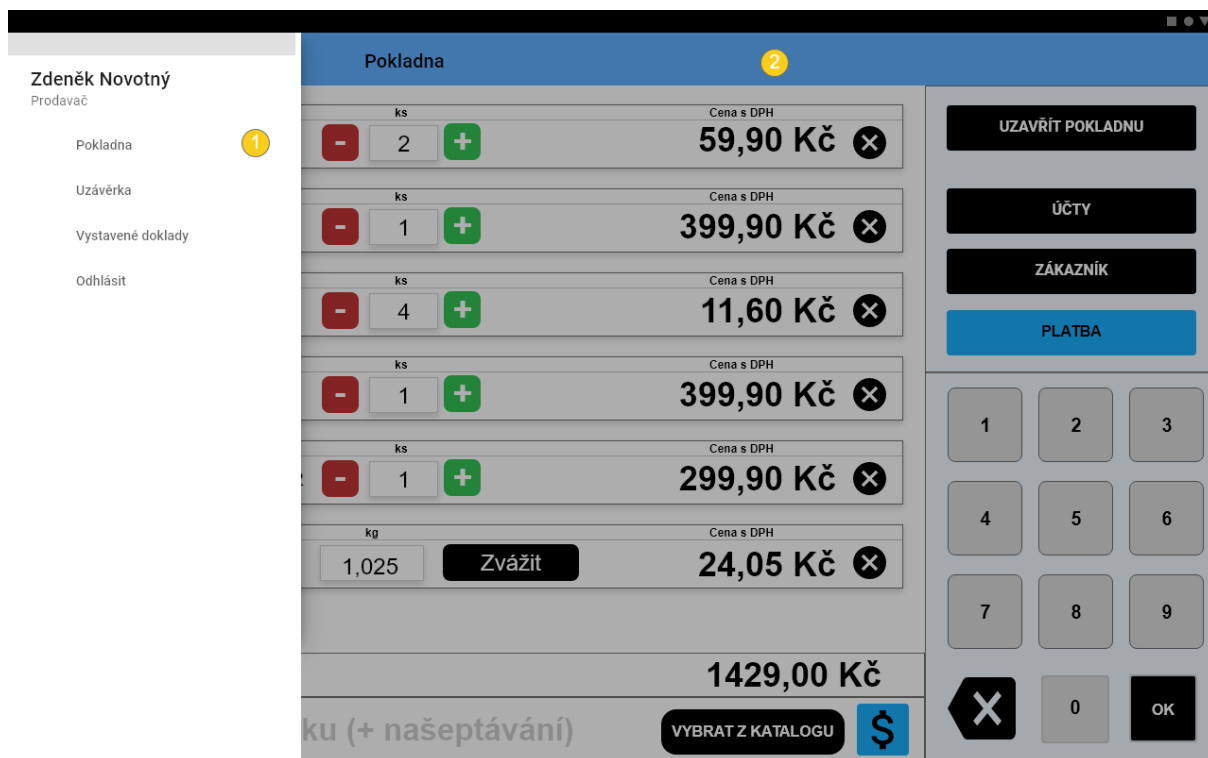 Pokladna
2
Zdeněk Novotný
Prodavač
Pokladna
1
Uzávěrka
Vystavené doklady
Odhlásit
ks
Cena s DPH
-
2
+
59,90 Kč
ks
Cena s DPH
-
1
+
399,90 Kč
ks
Cena s DPH
-
4
+
11,60 Kč
ks
Cena s DPH
-
1
+
399,90 Kč
ks
Cena s DPH
-
1
+
299,90 Kč
kg
Cena s DPH
1,025
Zvážit
24,05 Kč
1429,00 Kč
ku (+ našeptávání)
VYBRAT Z KATALOGU
$
UZAVŘÍT POKLADNU
ÚČTY
ZÁKAZNÍK
PLATBA
1 2 3
4 5 6
7 8 9
0 OK